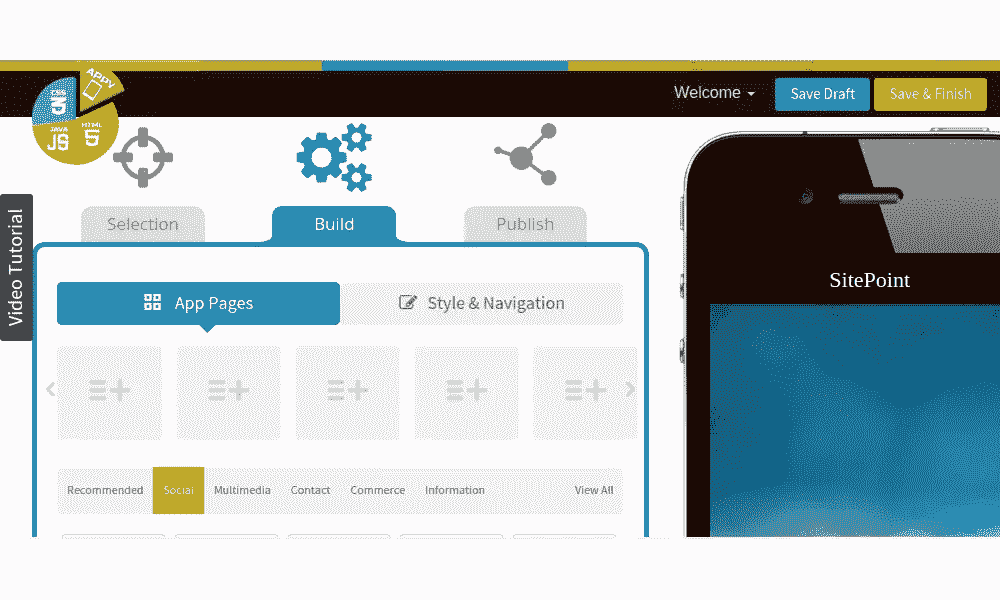 Welcome
Save Draft
Save & Finish
APPY
CSS
JAVA
JS
HTML
5
Selection
Build
Publish
Video Tutorial
SitePoint
App Pages
Style & Navigation
Recommended
Social
Multimedia
Contact
Commerce
Information
View All